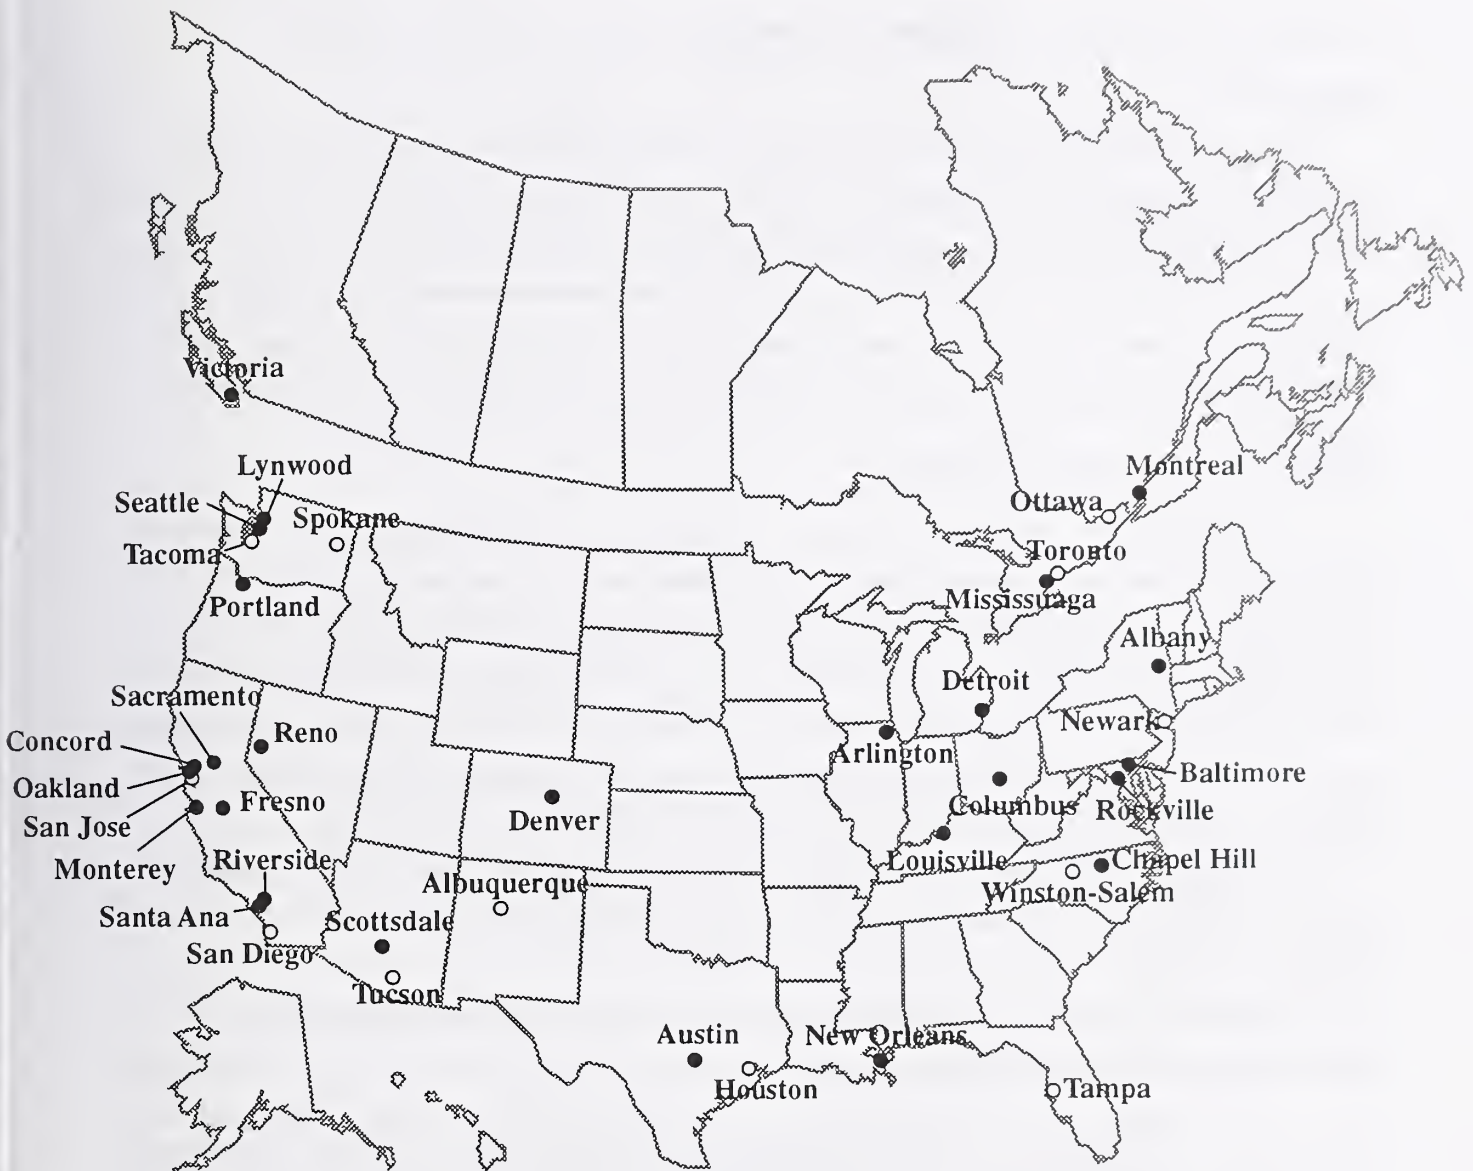 Victoria
Lynwood
Montreal
Seattle
Ottawa
Spokane
Tacoma
Toronto
Mississuaga
Portland
Albany
Detroit
Sacramento
Newark
Reno
Concord
Arlington
Baltimore
Oakland
Fresno
Columbus
Rockville
Denver
San Jose
Riverside
Louisville
Chapel Hill
Monterey
Albuquerque
Winston-Salem
Santa Ana
Scottsdale
San Diego
Tucson
Austin
New Orleans
Houston
Tampa